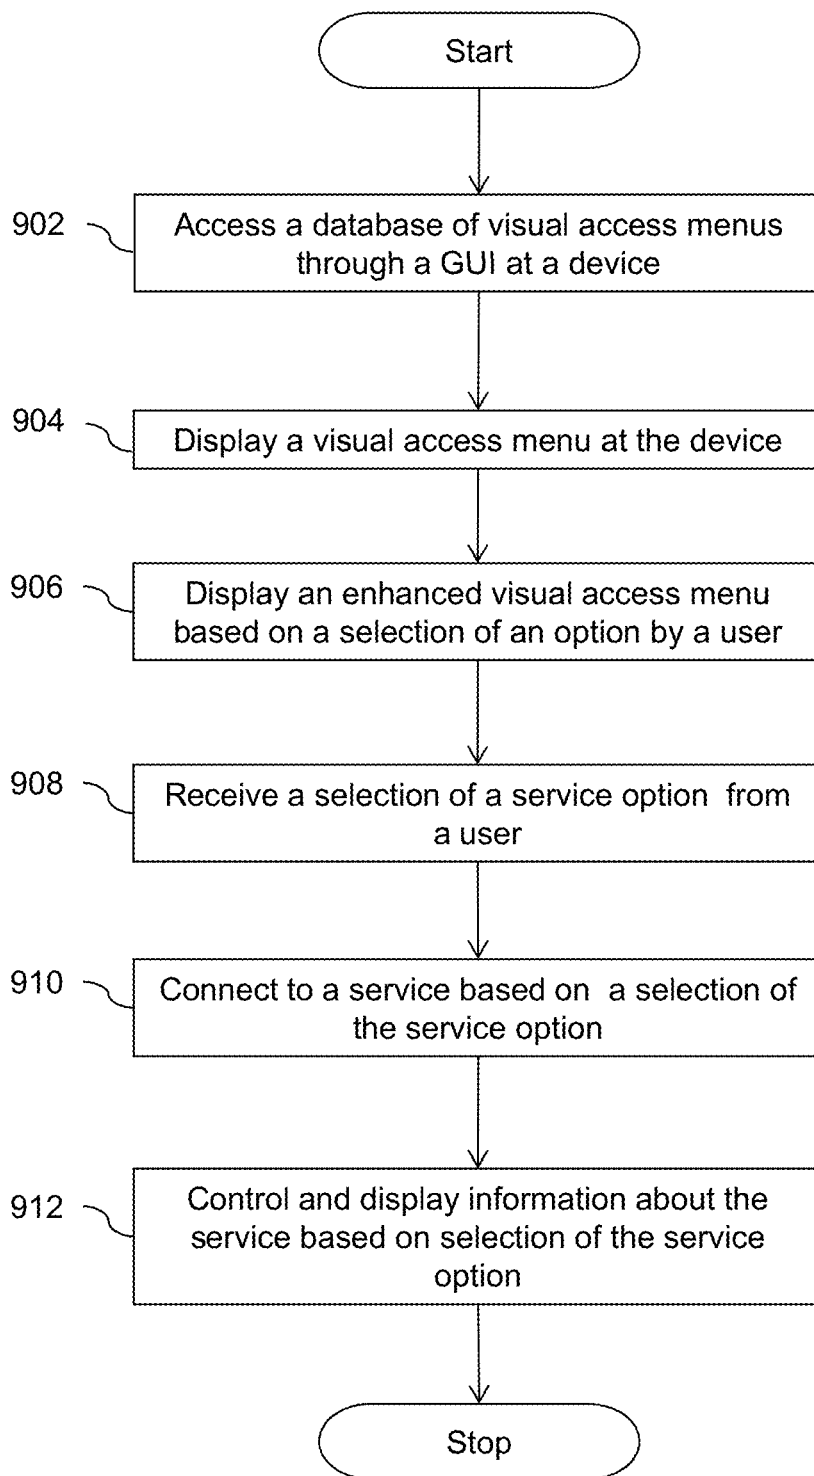 Start
902
Access a database of visual access menus
through a GUI at a device
904
Display a visual access menu at the device
906
Display an enhanced visual access menu
based on a selection of an option by a user
908
Receive a selection of a service option from
a user
910
Connect to a service based on a selection of
the service option
912
Control and display information about the
service based on selection of the service
option
Stop